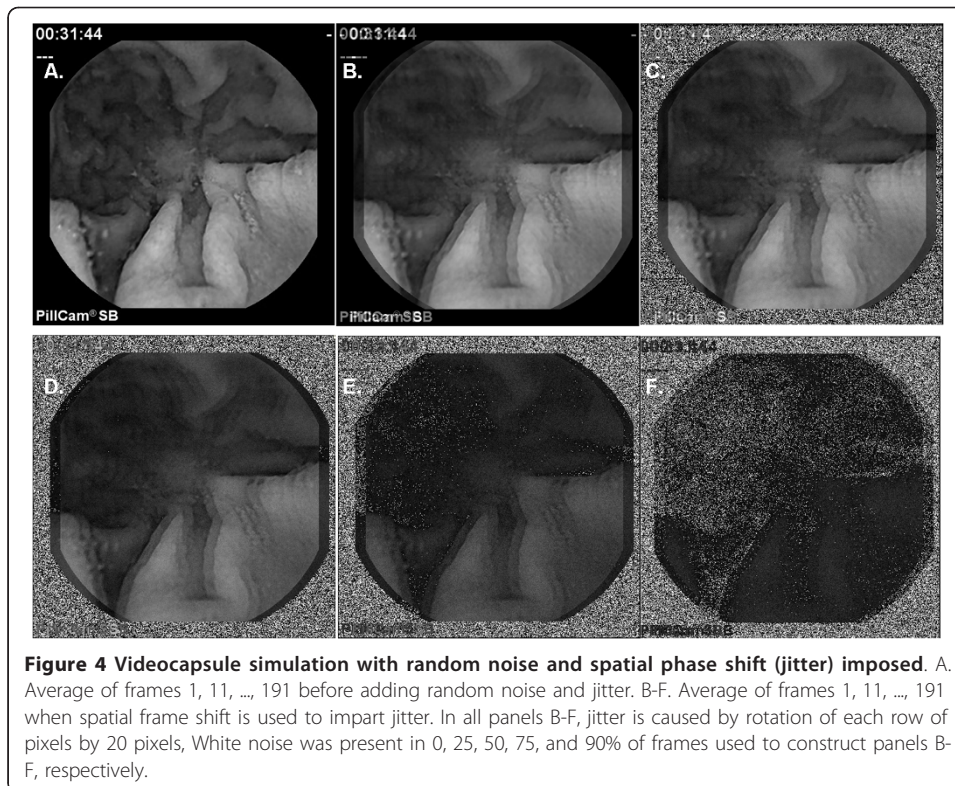 00:31:44
A.
B.
C.
PillCam® SB
D.
E.
F.
Figure 4 Videocapsule simulation with random noise and spatial phase shift (jitter) imposed. A.
Average of frames 1, 11, ..., 191 before adding random noise and jitter. B-F. Average of frames 1, 11, ..., 191
when spatial frame shift is used to impart jitter. In all panels B-F, jitter is caused by rotation of each row of
pixels by 20 pixels, White noise was present in 0, 25, 50, 75, and 90% of frames used to construct panels B-
F, respectively.